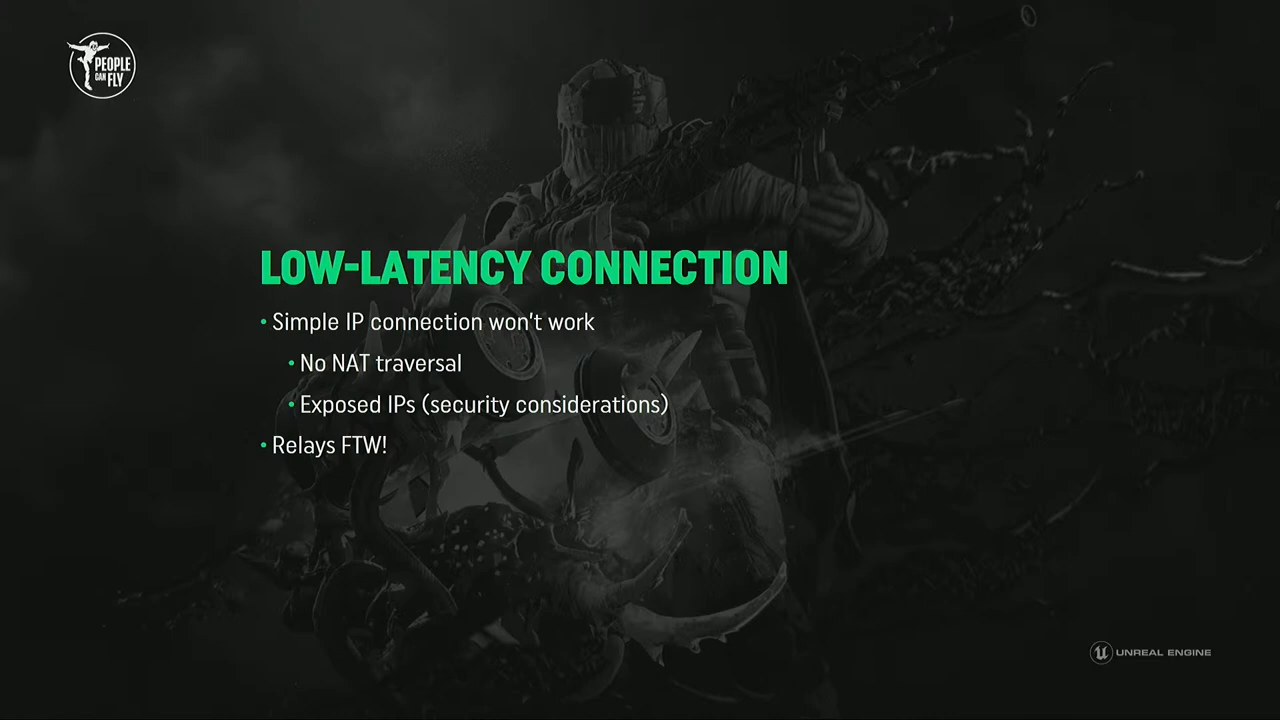 PEOPLE
CAN FLY
LOW-LATENCY CONNECTION
• Simple IP connection won't work
• No NAT traversal
• Exposed IPs (security considerations)
• Relays FTW!
UNREAL ENGINE